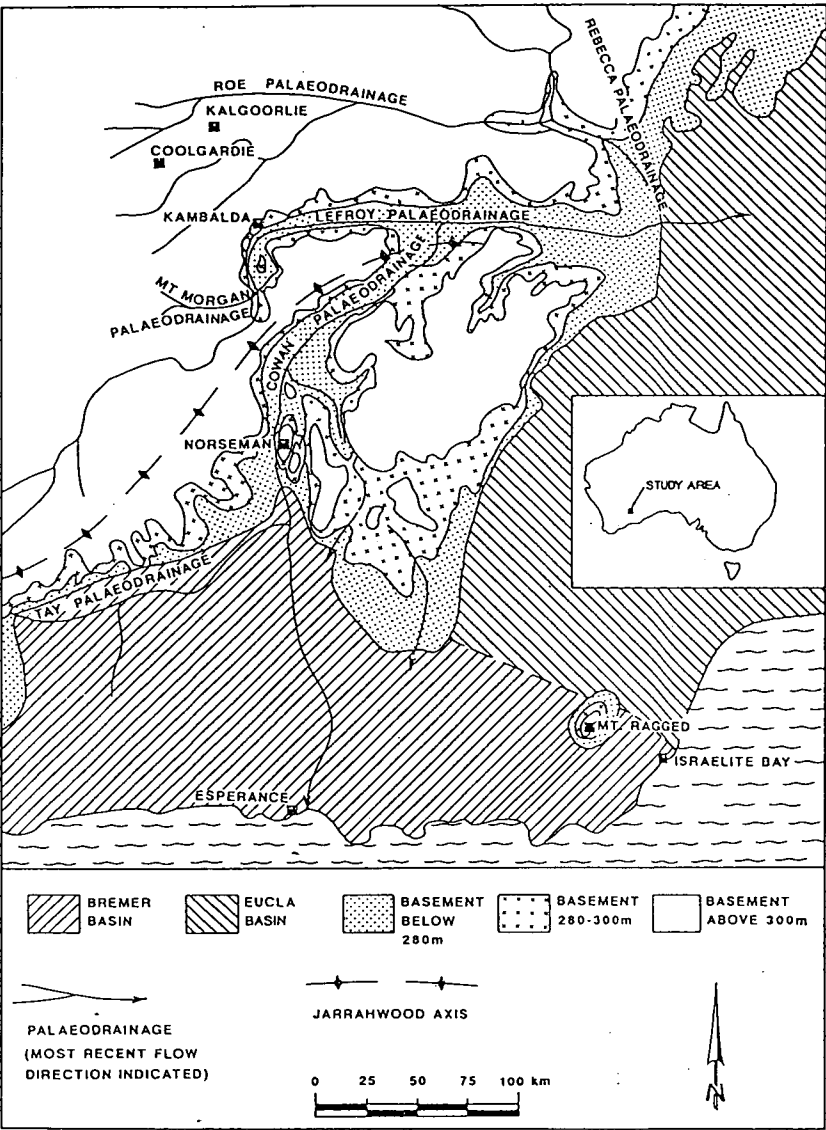 REBECCA PALAEODRAINAGE
ROE PALAEODRAINAGE
KALGOORLIE
COOLGARDIE
KAMBALDA
LEFROY PALAEODRAINAGE
MT MORGAN
PALAEODRAINAGE
COWAN PALAEODRAINAGE
NORSEMAN
STUDY AREA
TAY PALAEODRAINAGE
MT. RAGGED
ISRAELITE BAY
ESPERANCE
BREMER
BASIN
EUCLA
BASIN
BASEMENT
BELOW
280m
BASEMENT
280-300m
BASEMENT
ABOVE 300m
PALAEODRAINAGE
(MOST RECENT FLOW
DIRECTION INDICATED)
JARRAHWOOD AXIS
0 25 50 75 100 km
N